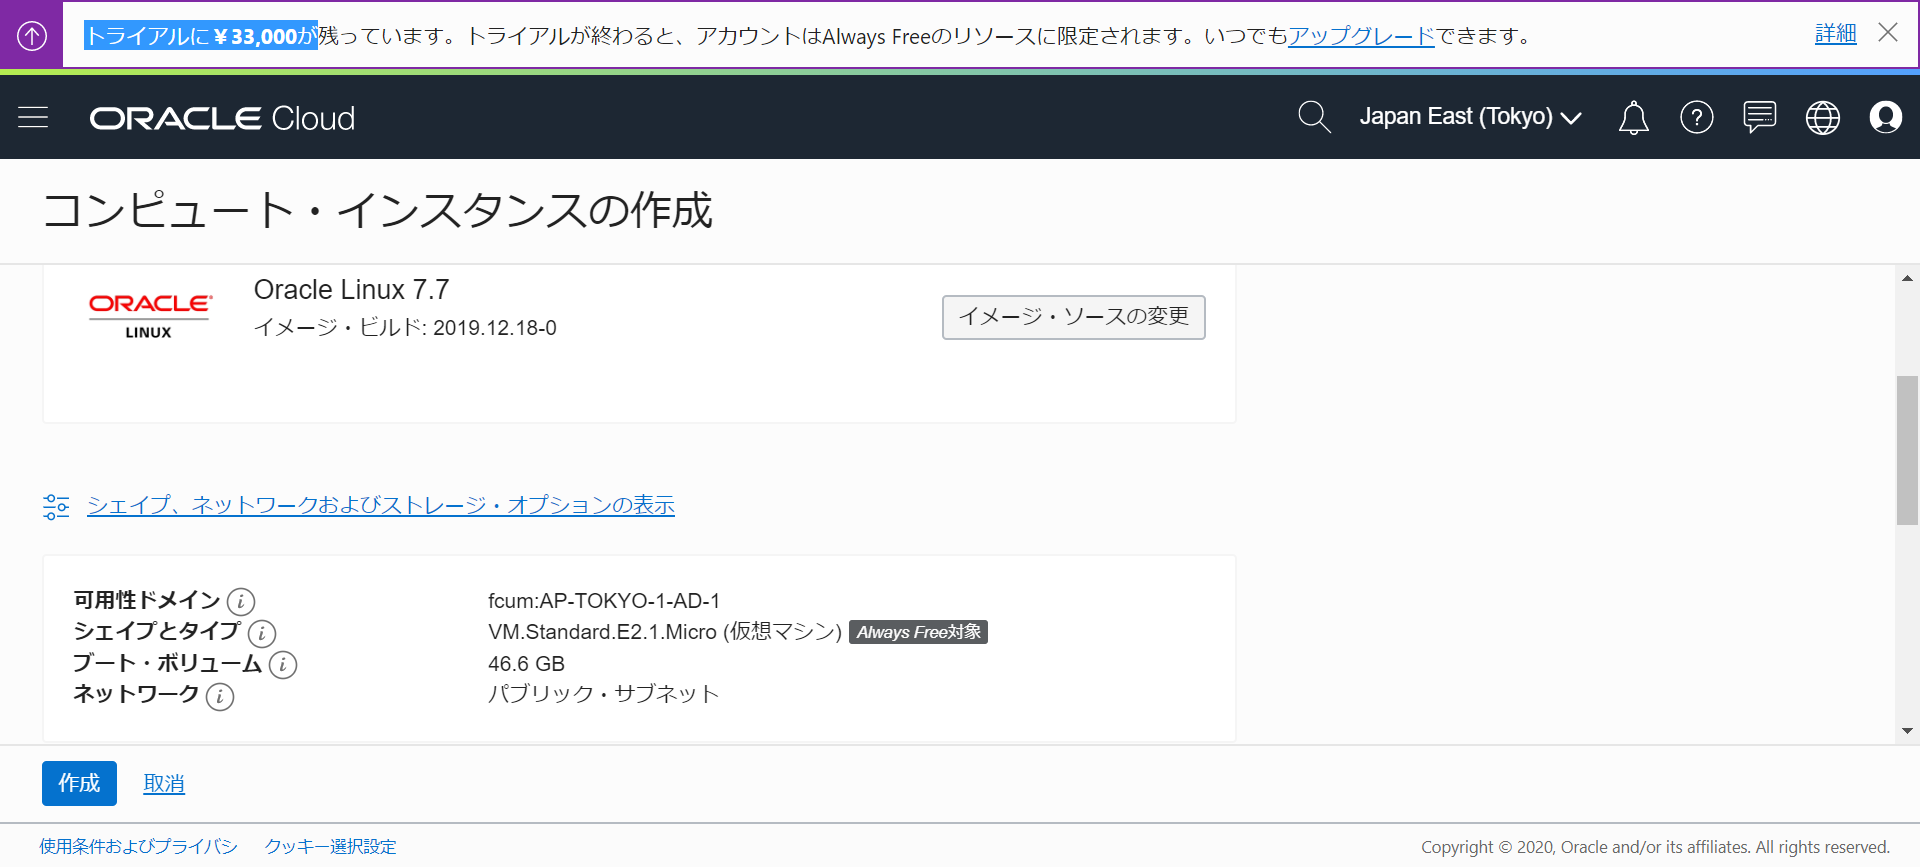 トライアルに￥33,000が残っています。トライアルが終わると、アカウントはAlways Freeのリソースに限定されます。いつでもアップグレードできます。 詳細
ORACLE Cloud Japan East (Tokyo)
コンピュート・インスタンスの作成
ORACLE LINUX
Oracle Linux 7.7
イメージ・ビルド: 2019.12.18-0
イメージ・ソースの変更
シェイプ、ネットワークおよびストレージ・オプションの表示
可用性ドメイン fcum:AP-TOKYO-1-AD-1
シェイプとタイプ VM.Standard.E2.1.Micro (仮想マシン) Always Free対象
ブート・ボリューム 46.6 GB
ネットワーク パブリック・サブネット
作成 取消
使用条件およびプライバシ クッキー選択設定 Copyright © 2020, Oracle and/or its affiliates. All rights reserved.